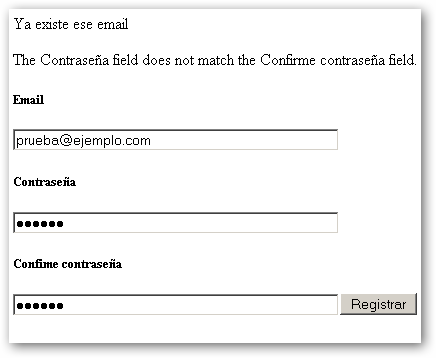 Ya existe ese email
The Contraseña field does not match the Confirme contraseña field.
Email
prueba@ejemplo.com
Contraseña
●●●●●●
Confime contraseña
●●●●●●
Registrar